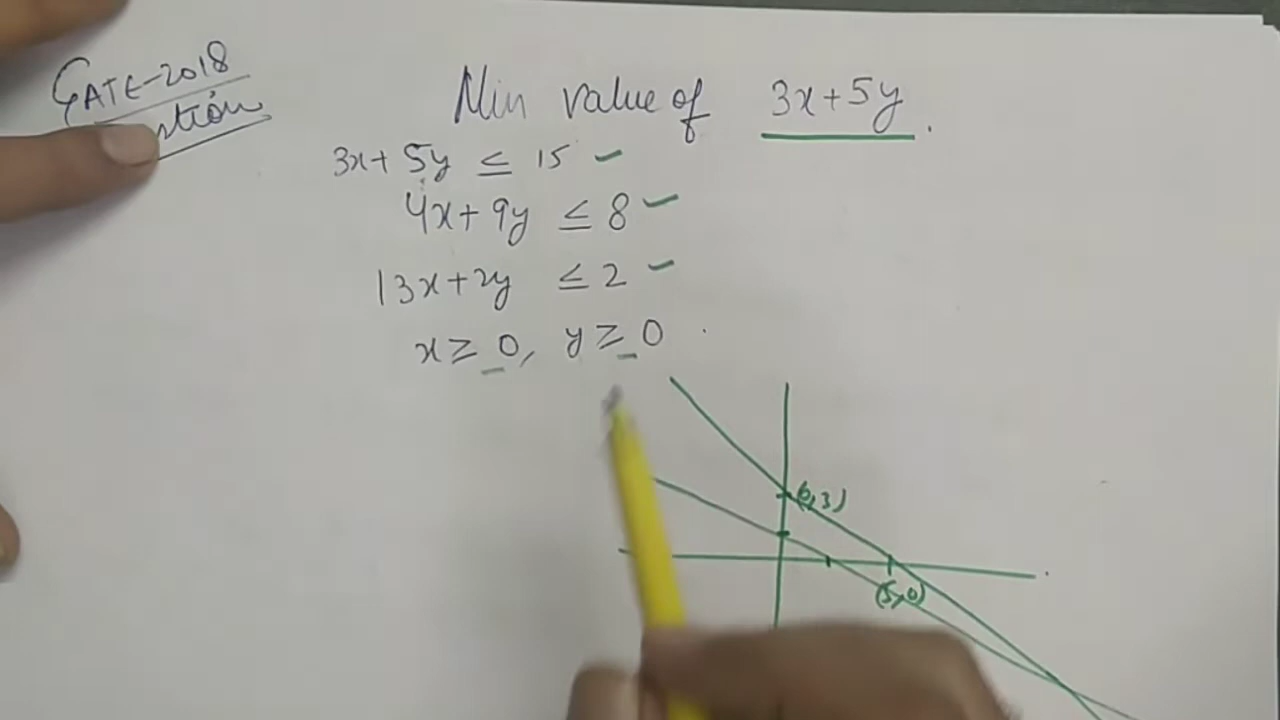 GATE-2018
Min value of 3x+5y.
3x+ 5y ≤ 15
4x+ 9y ≤ 8
13x+2y ≤ 2
x ≥ 0, y ≥ 0
(0,3)
(5,0)